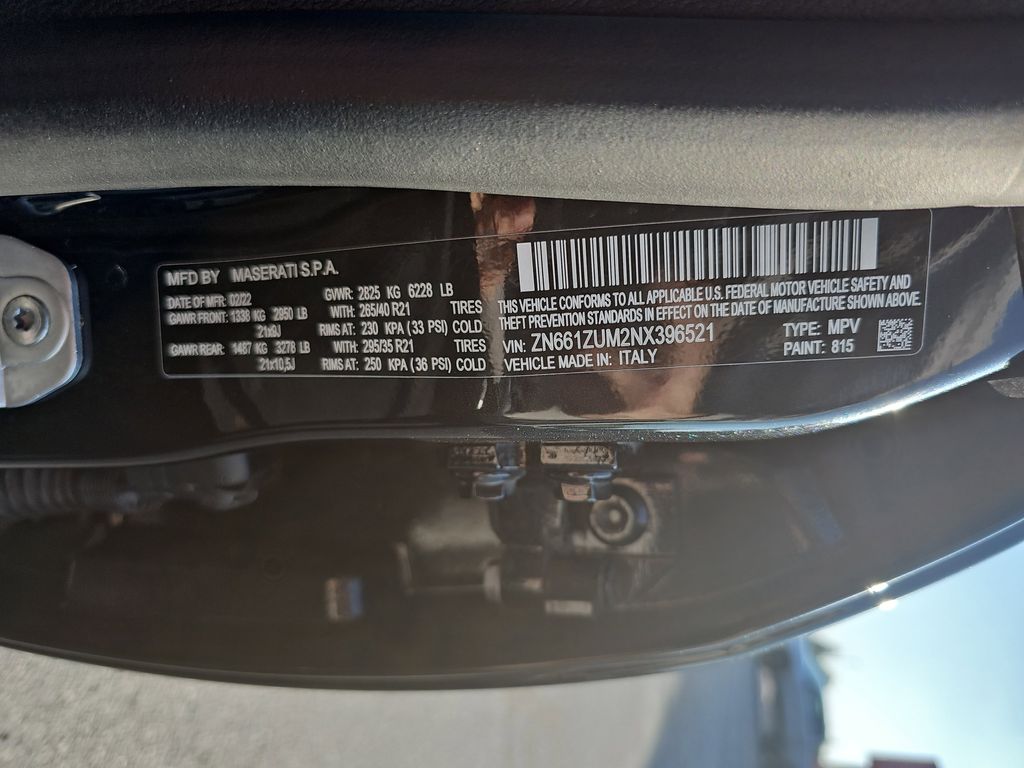 MFD BY MASERATI S.P.A.
DATE OF MFR: 02/22 GVWR: 2825 KG 6228 LB
GAWR FRONT: 1338 KG 2950 LB WITH: 265/40 R21 TIRES
21x9J RIMS AT: 230 KPA (33 PSI) COLD
GAWR REAR: 1487 KG 3278 LB WITH: 295/35 R21 TIRES
21x10,5J RIMS AT: 250 KPA (36 PSI) COLD
THIS VEHICLE CONFORMS TO ALL APPLICABLE U.S. FEDERAL MOTOR VEHICLE SAFETY AND
THEFT PREVENTION STANDARDS IN EFFECT ON THE DATE OF MANUFACTURE SHOWN ABOVE.
VIN: ZN661ZUM2NX396521 TYPE: MPV
VEHICLE MADE IN: ITALY PAINT: 815